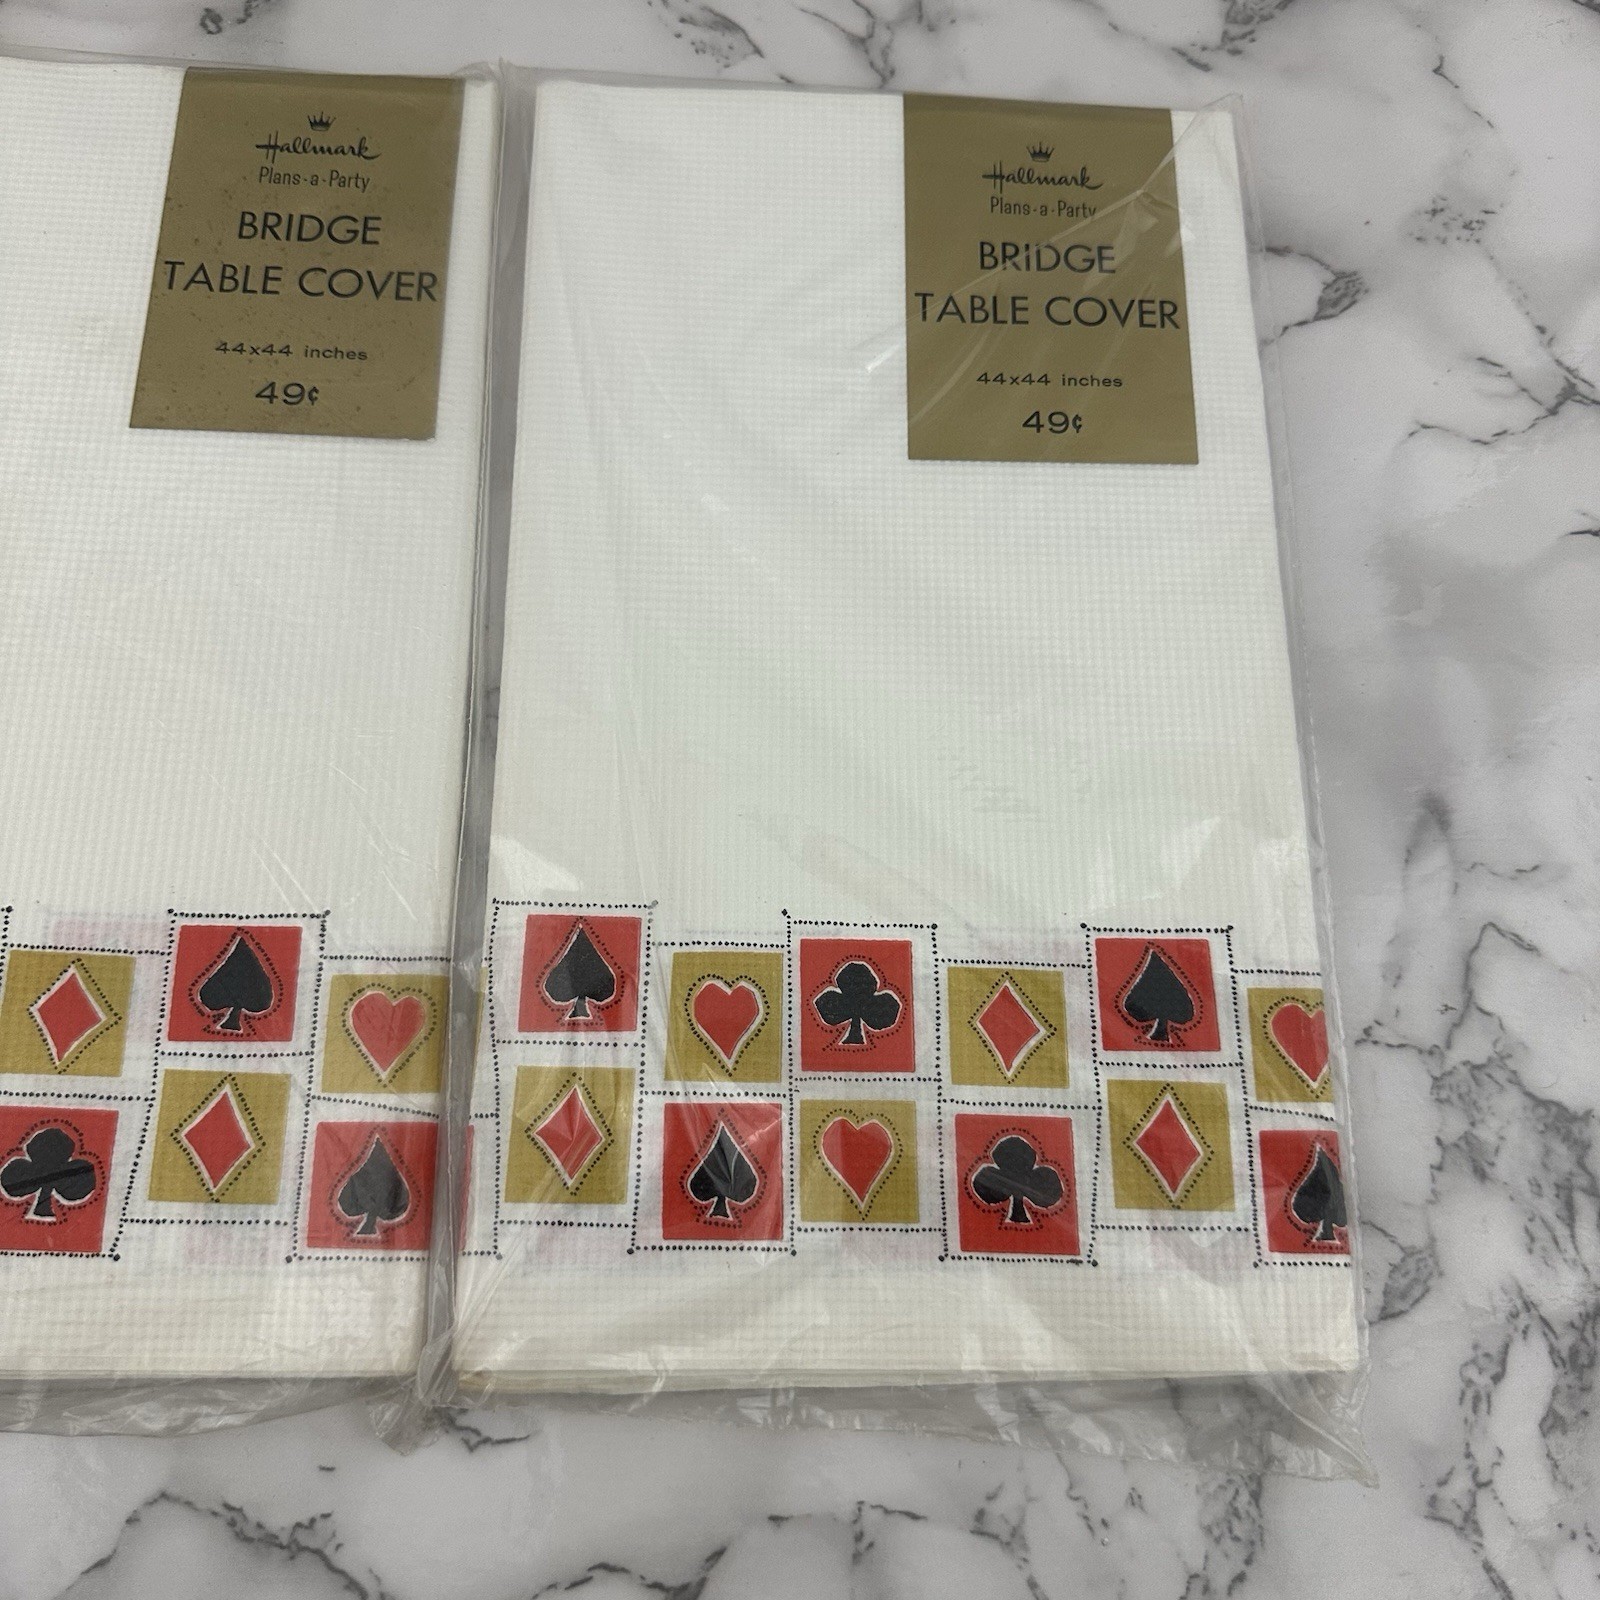 Hallmark
Plans-a-Party
BRIDGE
TABLE COVER
44x44 inches
49¢
Hallmark
Plans-a-Party
BRIDGE
TABLE COVER
44x44 inches
49¢